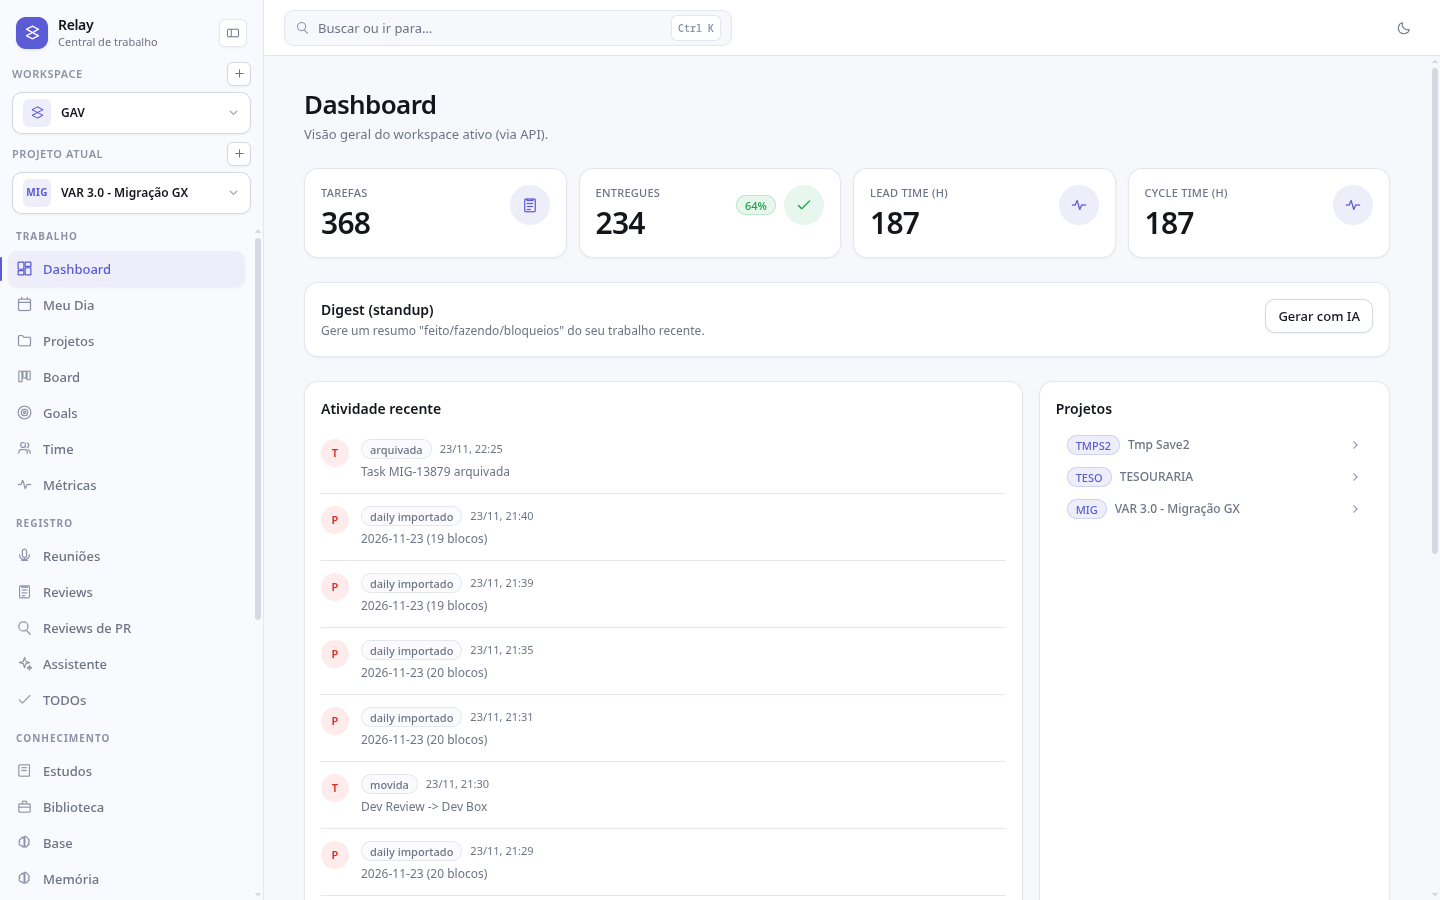 Relay
Central de trabalho
WORKSPACE
GAV
PROJETO ATUAL
MIG VAR 3.0 - Migração GX
TRABALHO
Dashboard
Meu Dia
Projetos
Board
Goals
Time
Métricas
REGISTRO
Reuniões
Reviews
Reviews de PR
Assistente
TODOs
CONHECIMENTO
Estudos
Biblioteca
Base
Memória
Buscar ou ir para... Ctrl K
Dashboard
Visão geral do workspace ativo (via API).
TAREFAS
368
ENTREGUES
234
64%
LEAD TIME (H)
187
CYCLE TIME (H)
187
Digest (standup)
Gere um resumo "feito/fazendo/bloqueios" do seu trabalho recente.
Gerar com IA
Atividade recente
T arquivada 23/11, 22:25
Task MIG-13879 arquivada
P daily importado 23/11, 21:40
2026-11-23 (19 blocos)
P daily importado 23/11, 21:39
2026-11-23 (19 blocos)
P daily importado 23/11, 21:35
2026-11-23 (20 blocos)
P daily importado 23/11, 21:31
2026-11-23 (20 blocos)
T movida 23/11, 21:30
Dev Review -> Dev Box
P daily importado 23/11, 21:29
2026-11-23 (20 blocos)
Projetos
TMPS2 Tmp Save2
TESO TESOURARIA
MIG VAR 3.0 - Migração GX